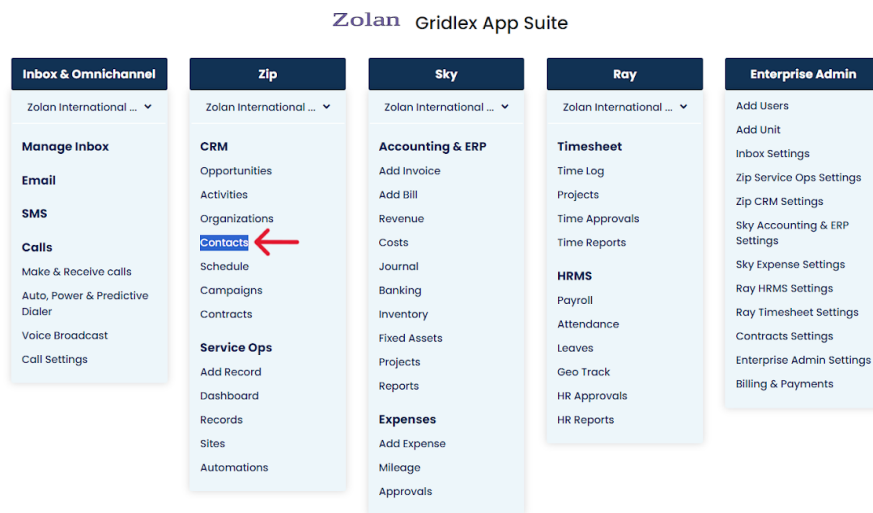 Zolan Gridlex App Suite
Inbox & Omnichannel
Zolan International ...
Manage Inbox
Email
SMS
Calls
Make & Receive calls
Auto, Power & Predictive
Dialer
Voice Broadcast
Call Settings
Zip
Zolan International ...
CRM
Opportunities
Activities
Organizations
Contacts
Schedule
Campaigns
Contracts
Service Ops
Add Record
Dashboard
Records
Sites
Automations
Sky
Zolan International ...
Accounting & ERP
Add Invoice
Add Bill
Revenue
Costs
Journal
Banking
Inventory
Fixed Assets
Projects
Reports
Expenses
Add Expense
Mileage
Approvals
Ray
Zolan International ...
Timesheet
Time Log
Projects
Time Approvals
Time Reports
HRMS
Payroll
Attendance
Leaves
Geo Track
HR Approvals
HR Reports
Enterprise Admin
Add Users
Add Unit
Inbox Settings
Zip Service Ops Settings
Zip CRM Settings
Sky Accounting & ERP
Settings
Sky Expense Settings
Ray HRMS Settings
Ray Timesheet Settings
Contracts Settings
Enterprise Admin Settings
Billing & Payments